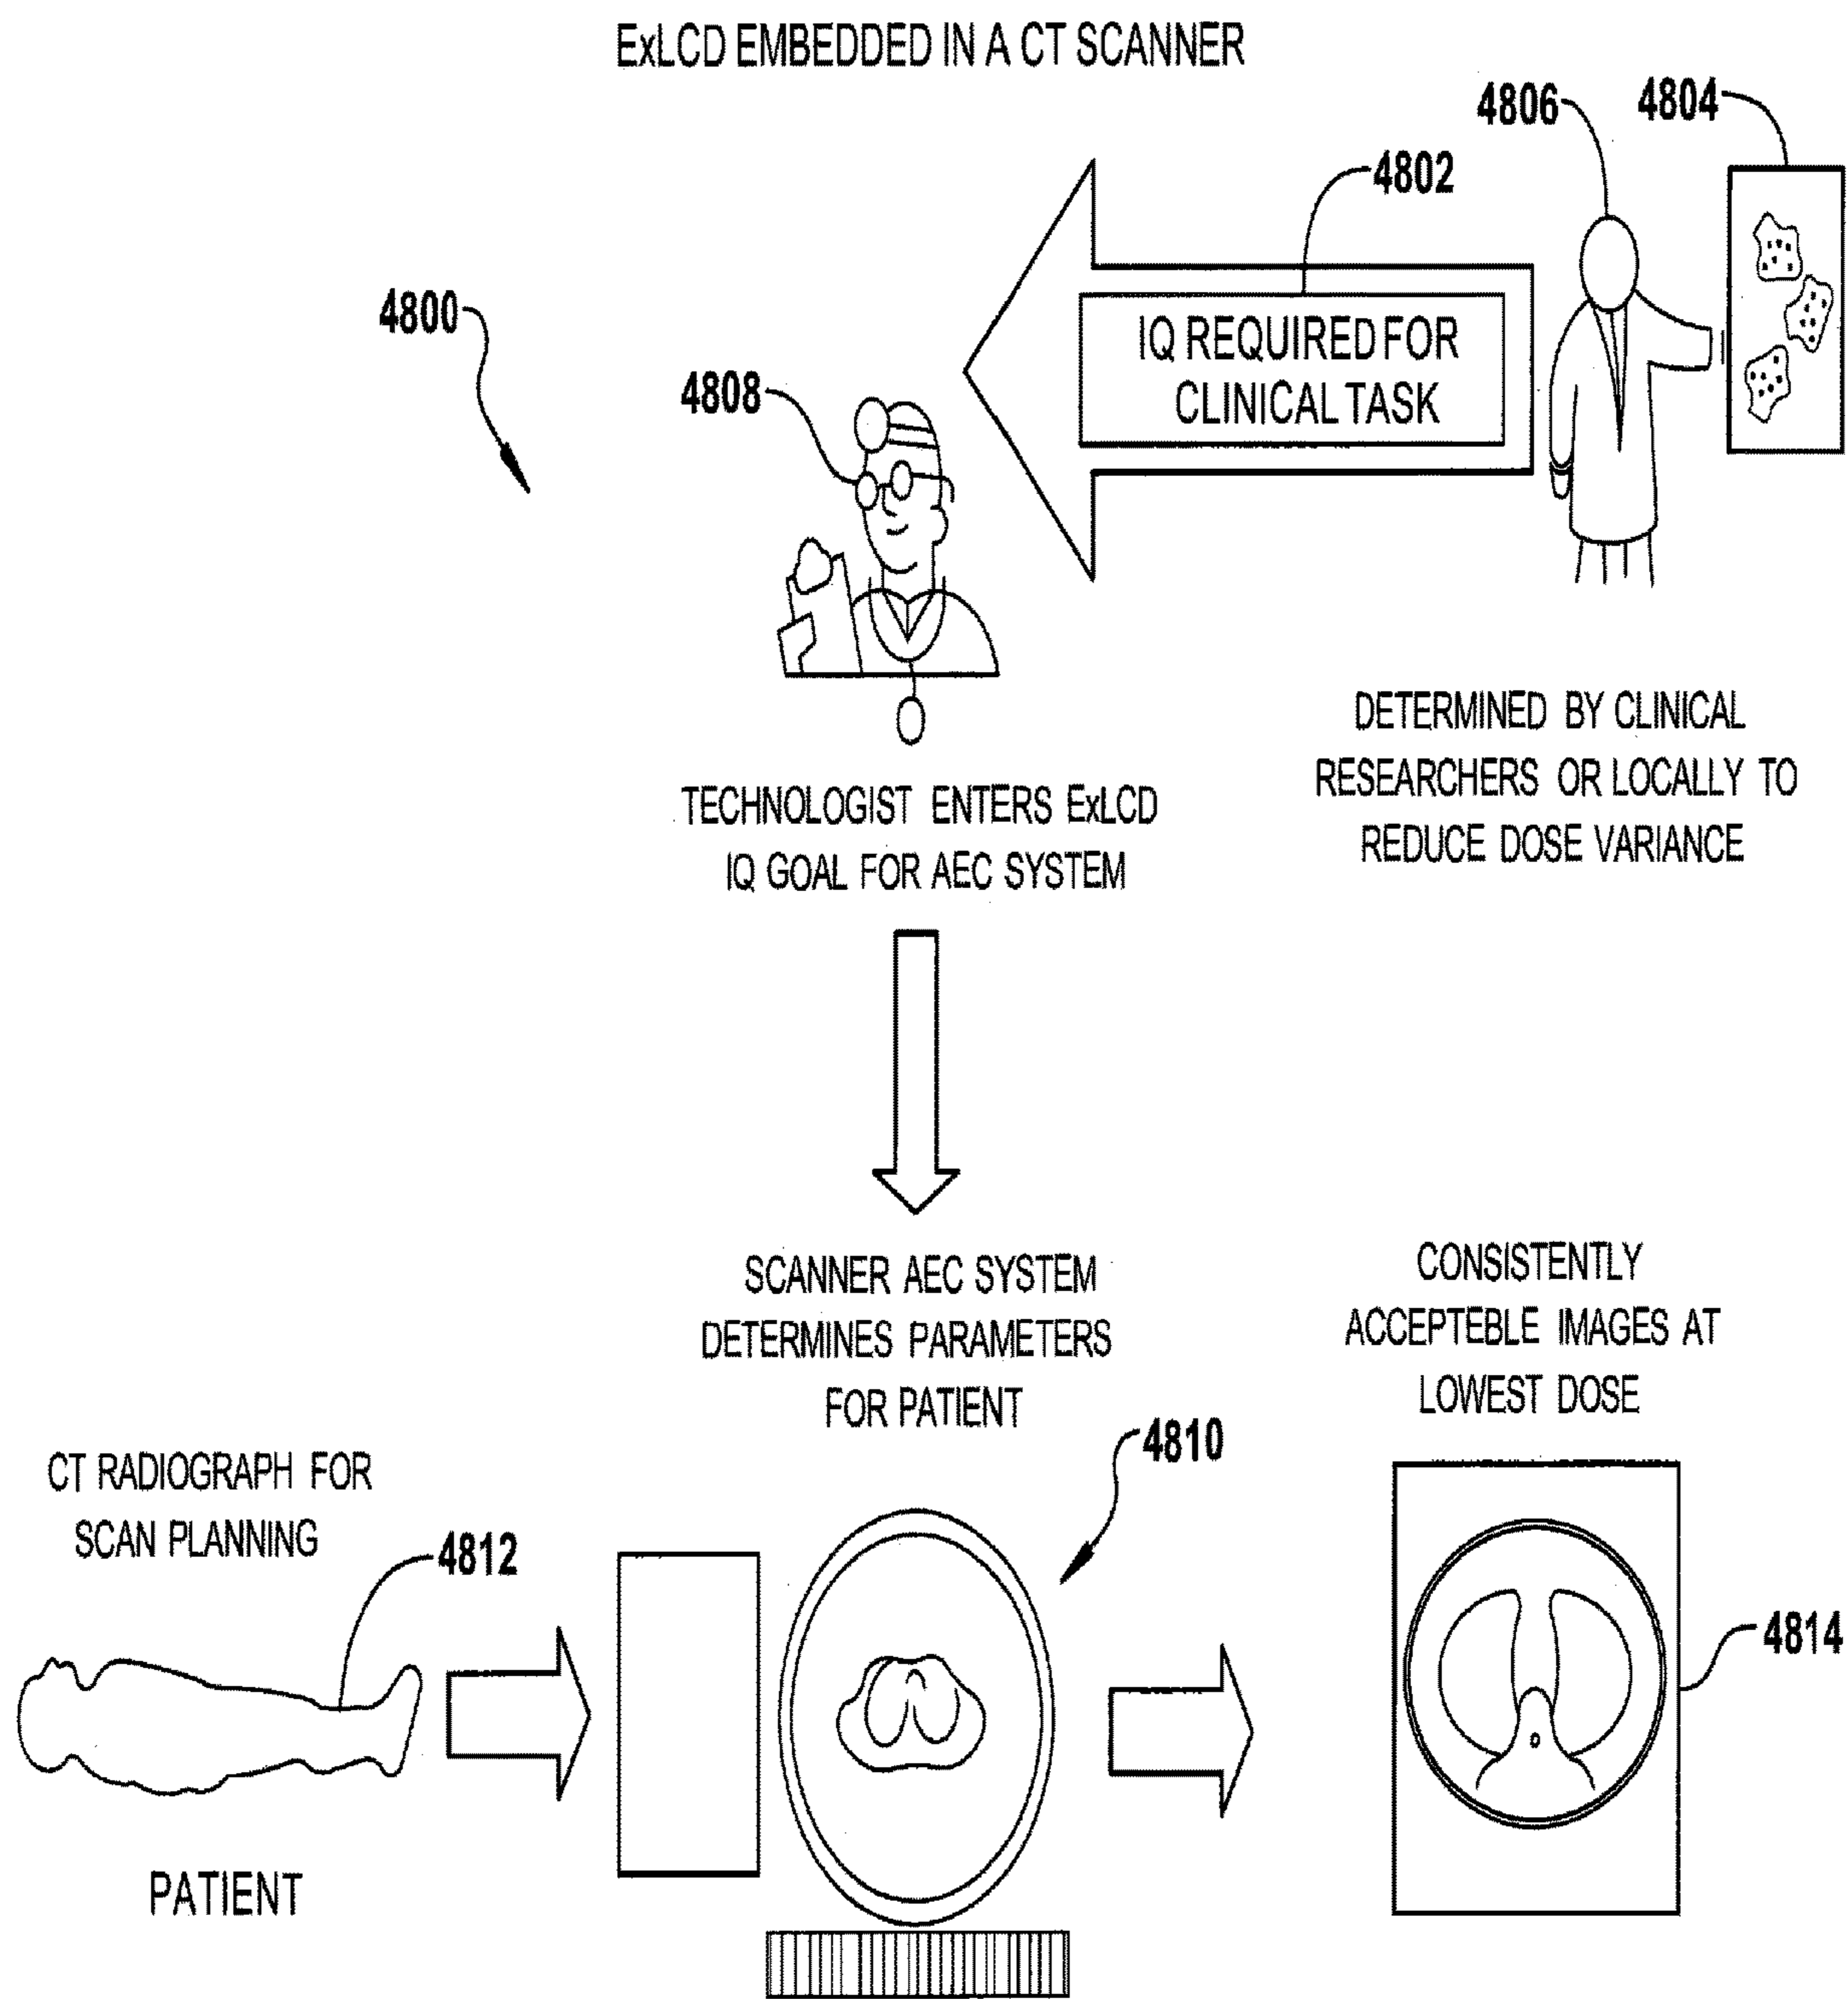 ExLCD EMBEDDED IN A CT SCANNER
4806
4804
4802
4800
IQ REQUIRED FOR
CLINICAL TASK
4808
DETERMINED BY CLINICAL
RESEARCHERS OR LOCALLY TO
REDUCE DOSE VARIANCE
TECHNOLOGIST ENTERS ExLCD
IQ GOAL FOR AEC SYSTEM
SCANNER AEC SYSTEM
DETERMINES PARAMETERS
FOR PATIENT
CONSISTENTLY
ACCEPTEBLE IMAGES AT
LOWEST DOSE
4810
CT RADIOGRAPH FOR
SCAN PLANNING
4812
4814
PATIENT